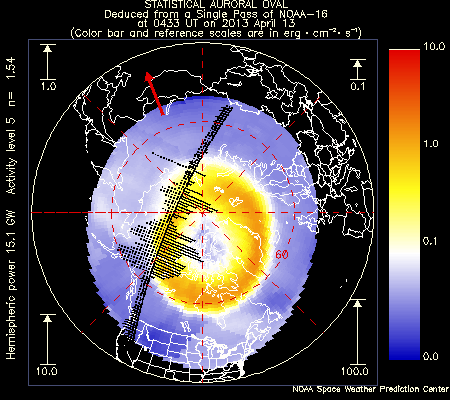 STATISTICAL AURORAL OVAL
Deduced from a Single Pass of NOAA-16
at 0433 UT on 2013 April 13
(Color bar and reference scales are in erg·cm⁻²·s⁻¹)
Hemispheric power 15.1 GW Activity level 5 n= 1.54
1.0
0.1
10.0
100.0
60
10.0
1.0
0.1
0.0
NOAA Space Weather Prediction Center